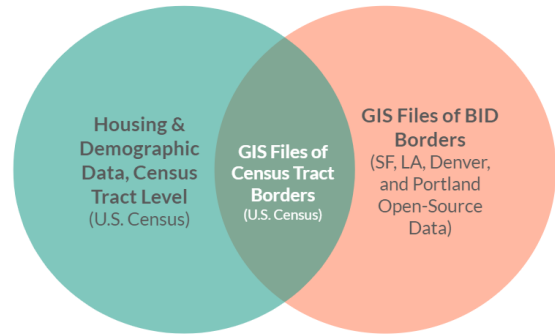 Housing &
Demographic
Data, Census
Tract Level
(U.S. Census)
GIS Files of
Census Tract
Borders
(U.S. Census)
GIS Files of BID
Borders
(SF, LA, Denver,
and Portland
Open-Source
Data)